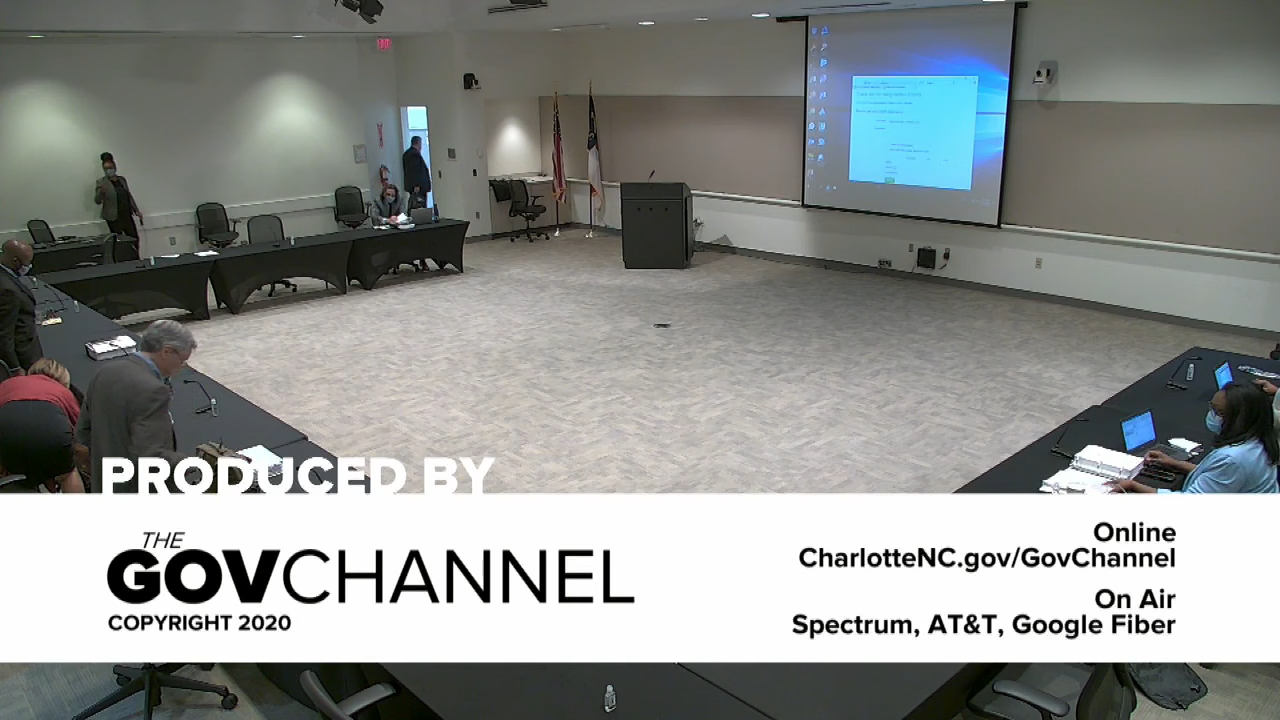 PRODUCED BY
THE
GOVCHANNEL
COPYRIGHT 2020
Online
CharlotteNC.gov/GovChannel
On Air
Spectrum, AT&T, Google Fiber